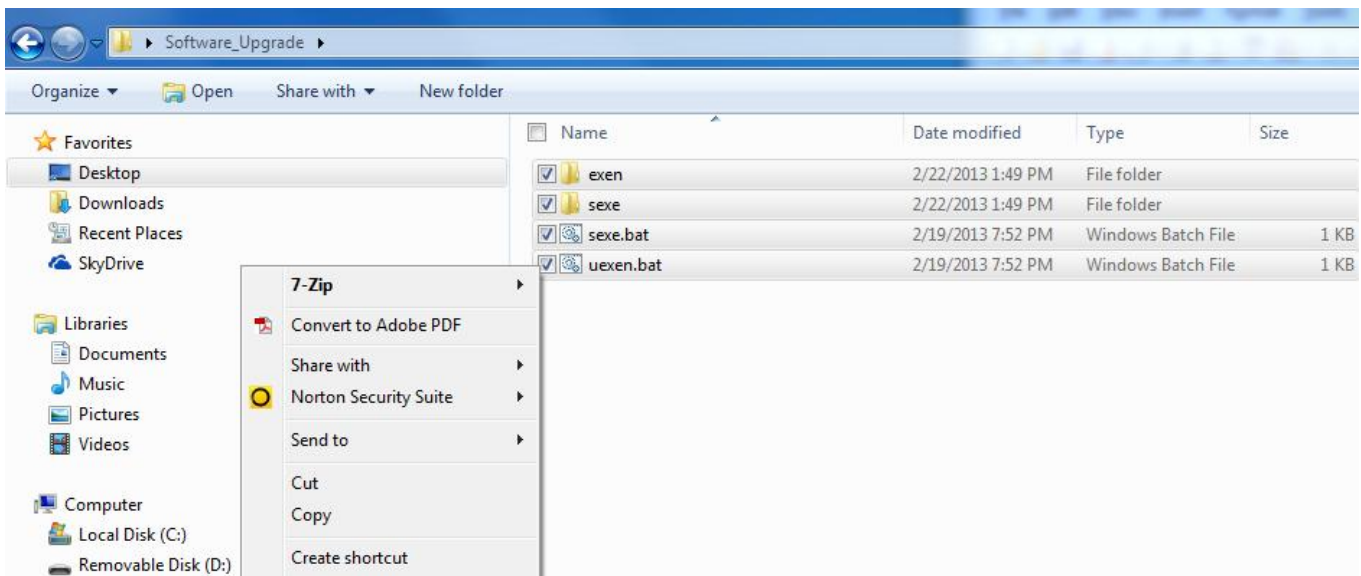 Software_Upgrade
Organize Open Share with New folder
Name Date modified Type Size
Favorites
Desktop
Downloads
Recent Places
SkyDrive
Libraries
Documents
Music
Pictures
Videos
Computer
Local Disk (C:)
Removable Disk (D:)
exen 2/22/2013 1:49 PM File folder
sexe 2/22/2013 1:49 PM File folder
sexe.bat 2/19/2013 7:52 PM Windows Batch File 1 KB
uexen.bat 2/19/2013 7:52 PM Windows Batch File 1 KB
7-Zip
Convert to Adobe PDF
Share with
Norton Security Suite
Send to
Cut
Copy
Create shortcut